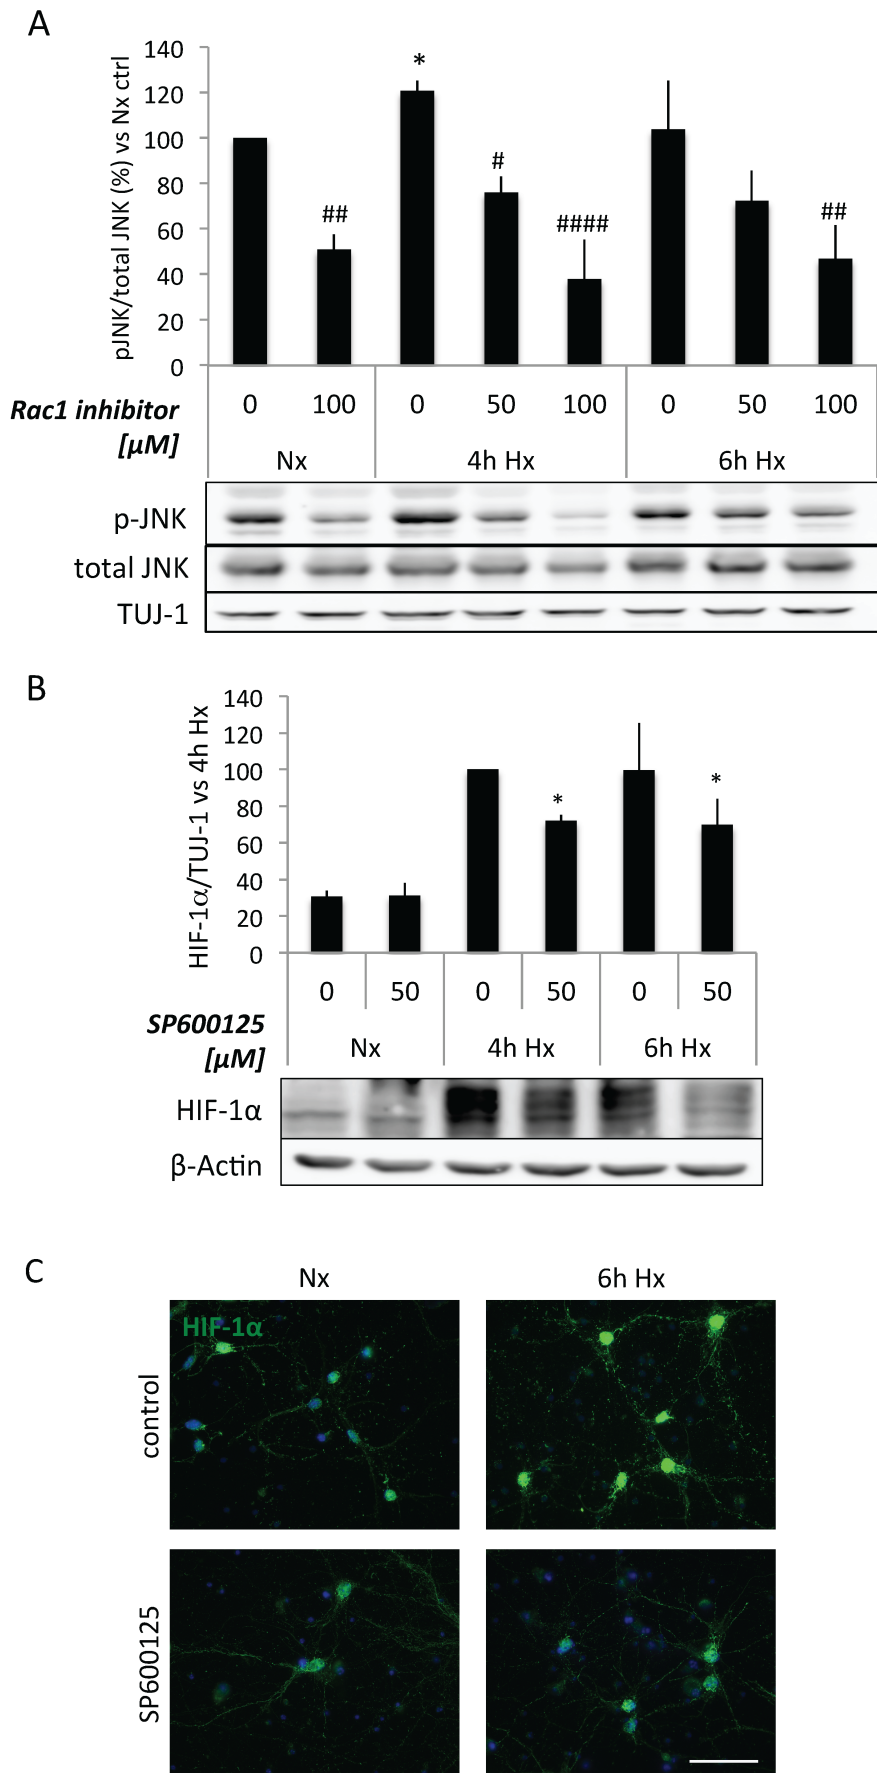 A
pJNK/total JNK (%) vs Nx ctrl
140
120
100
80
60
40
20
0
##
*
#
####
##
Rac1 inhibitor [µM]
0 100 0 50 100 0 50 100
Nx 4h Hx 6h Hx
p-JNK
total JNK
TUJ-1
B
HIF-1α/TUJ-1 vs 4h Hx
140
120
100
80
60
40
20
0
*
*
0 50 0 50 0 50
SP600125 [µM]
Nx 4h Hx 6h Hx
HIF-1α
β-Actin
C
Nx 6h Hx
HIF-1α
control
SP600125